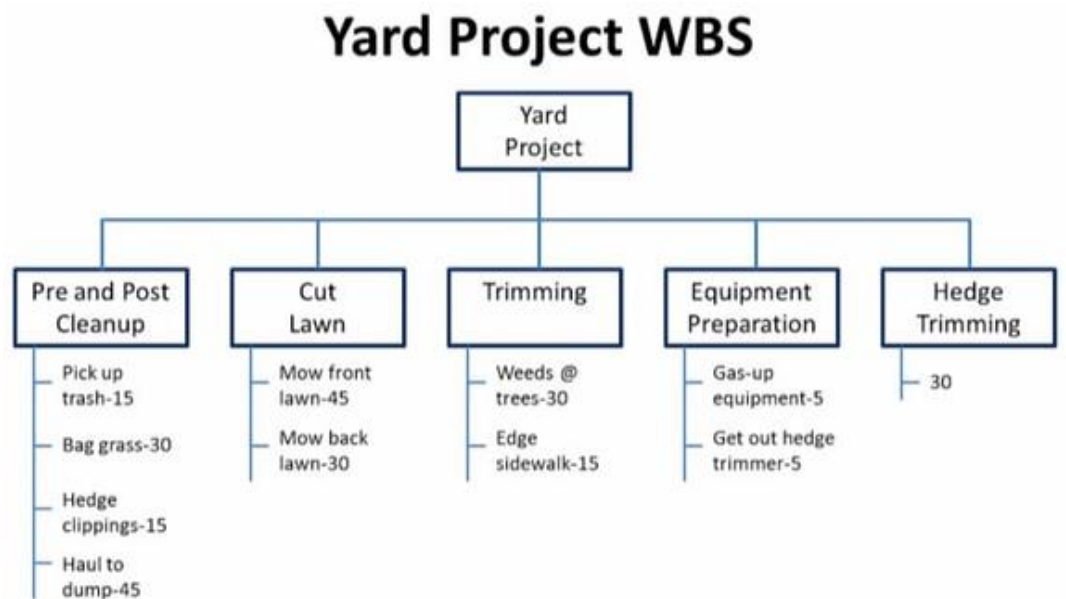 Yard Project WBS
Yard
Project
Pre and Post
Cleanup
Pick up
trash-15
Bag grass-30
Hedge
clippings-15
Haul to
dump-45
Cut
Lawn
Mow front
lawn-45
Mow back
lawn-30
Trimming
Weeds @
trees-30
Edge
sidewalk-15
Equipment
Preparation
Gas-up
equipment-5
Get out hedge
trimmer-5
Hedge
Trimming
30